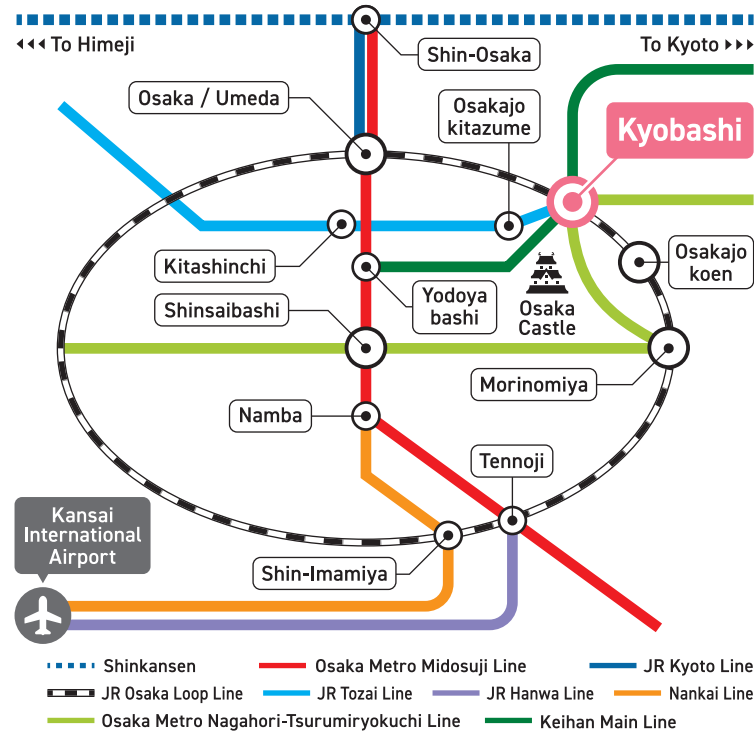 ◀◀◀ To Himeji
To Kyoto ▶▶▶
Shin-Osaka
Osaka / Umeda
Osakajo
kitazume
Kyobashi
Kitashinchi
Yodoya
bashi
Osaka
Castle
Osakajo
koen
Shinsaibashi
Morinomiya
Namba
Tennoji
Kansai
International
Airport
Shin-Imamiya
Shinkansen
Osaka Metro Midosuji Line
JR Kyoto Line
JR Osaka Loop Line
JR Tozai Line
JR Hanwa Line
Nankai Line
Osaka Metro Nagahori-Tsurumiryokuchi Line
Keihan Main Line